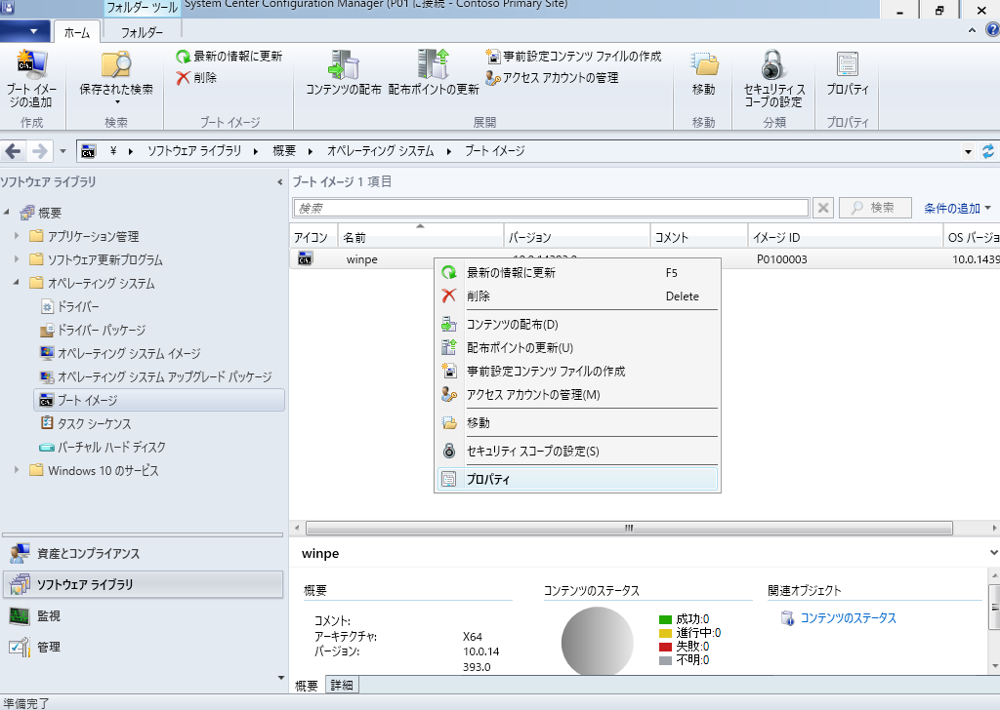 フォルダー ツール
System Center Configuration Manager (P01 に接続 - Contoso Primary Site)
ホーム
フォルダー
ブート イメー
ジの追加
作成
保存された検索
検索
最新の情報に更新
削除
ブート イメージ
コンテンツの配布
配布ポイントの更新
事前設定コンテンツ ファイルの作成
アクセス アカウントの管理
展開
移動
移動
セキュリティ ス
コープの設定
分類
プロパティ
プロパティ
¥
ソフトウェア ライブラリ
概要
オペレーティング システム
ブート イメージ
ソフトウェア ライブラリ
概要
アプリケーション管理
ソフトウェア更新プログラム
オペレーティング システム
ドライバー
ドライバー パッケージ
オペレーティング システム イメージ
オペレーティング システム アップグレード パッケージ
ブート イメージ
タスク シーケンス
バーチャル ハード ディスク
Windows 10 のサービス
資産とコンプライアンス
ソフトウェア ライブラリ
監視
管理
ブート イメージ 1 項目
検索
検索
条件の追加
アイコン 名前 バージョン コメント イメージ ID OS バージョ
winpe P0100003 10.0.1439
最新の情報に更新 F5
削除 Delete
コンテンツの配布(D)
配布ポイントの更新(U)
事前設定コンテンツ ファイルの作成
アクセス アカウントの管理(M)
移動
セキュリティ スコープの設定(S)
プロパティ
winpe
概要
コメント:
アーキテクチャ: X64
バージョン: 10.0.14
393.0
コンテンツのステータス
成功:0
進行中:0
失敗:0
不明:0
関連オブジェクト
コンテンツのステータス
概要 詳細
準備完了